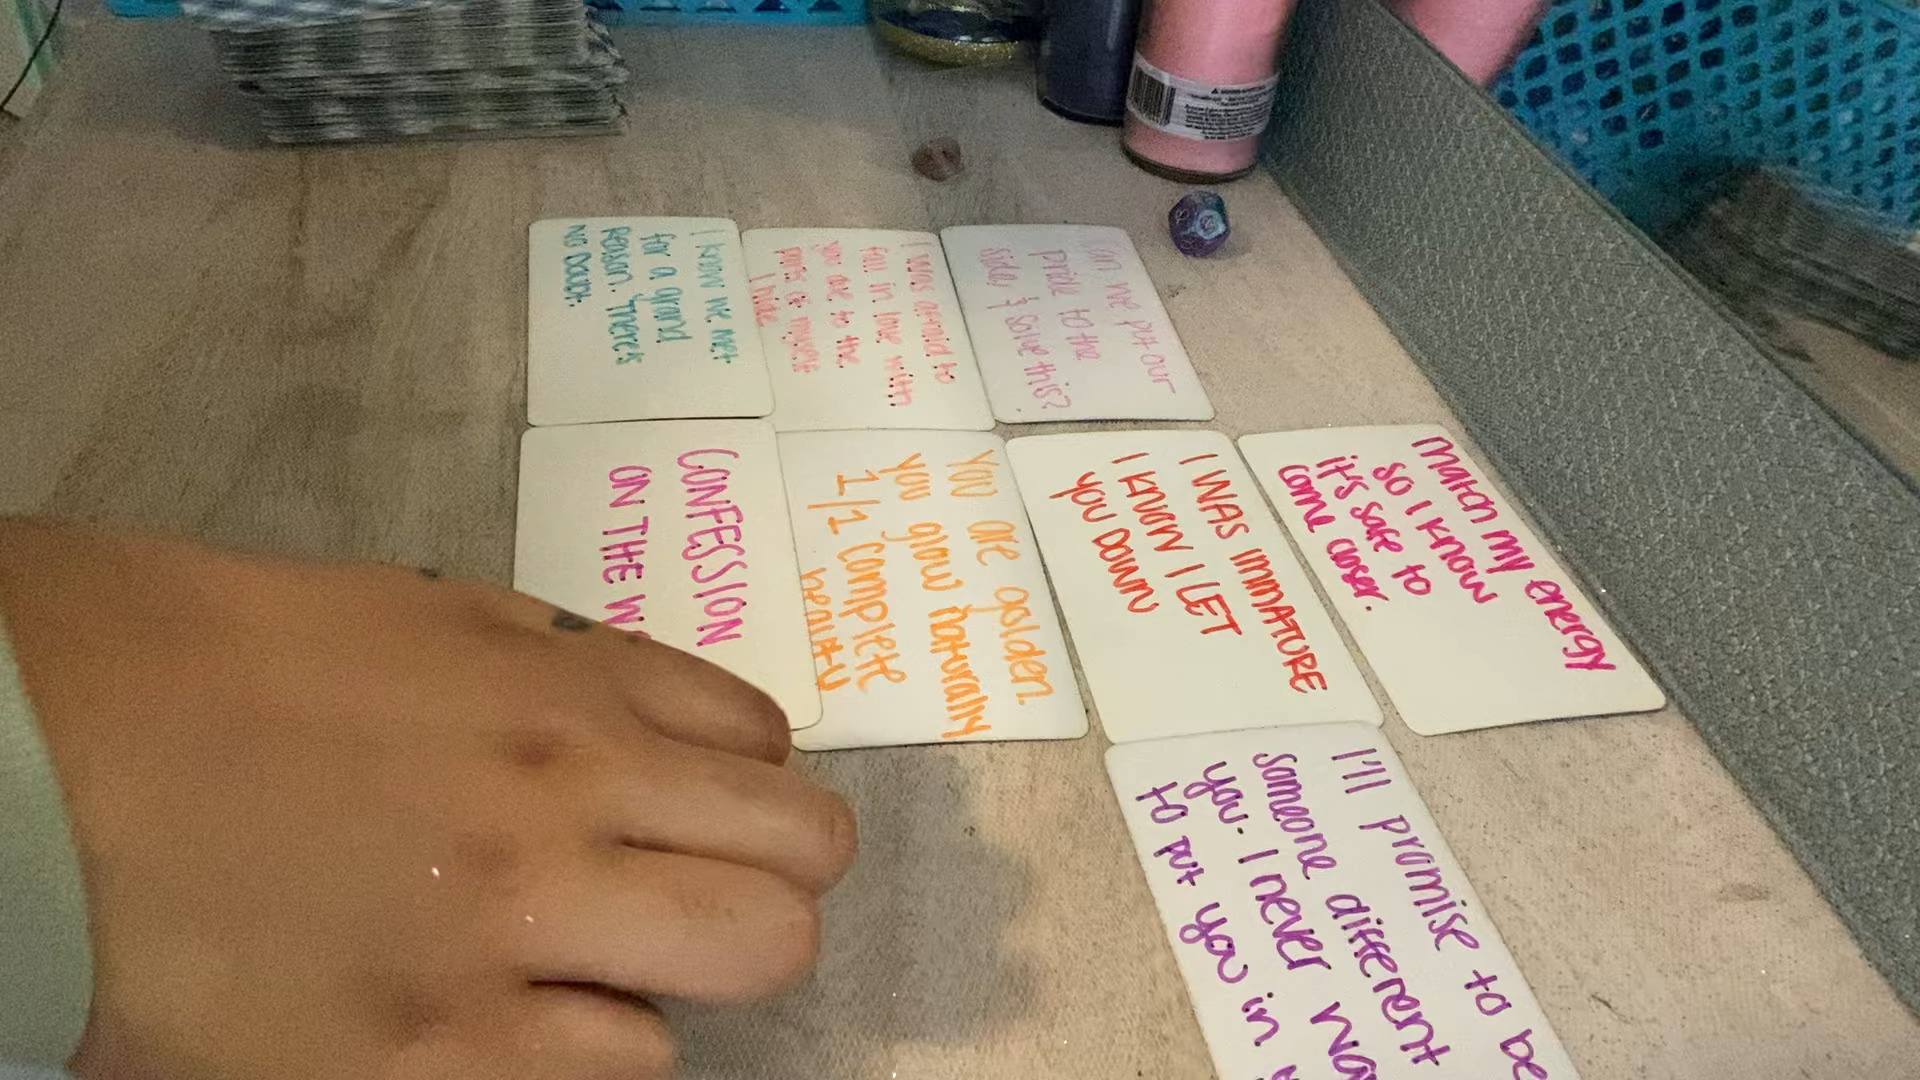 I know we met
for a grand
Reason. There's
no Doubt.
I was afraid to
fall in love with
you due to the
parts of myself
I hide
Can we put our
pride to the
side, & solve this?
CONFESSION
ON THE
You are golden.
You glow naturally
1/1 complete
beauty
I WAS IMMATURE
I KNOW I LET
YOU DOWN
Match my energy
so I know
it's safe to
come closer.
I'll promise to be
someone different
you. I never
to put you in